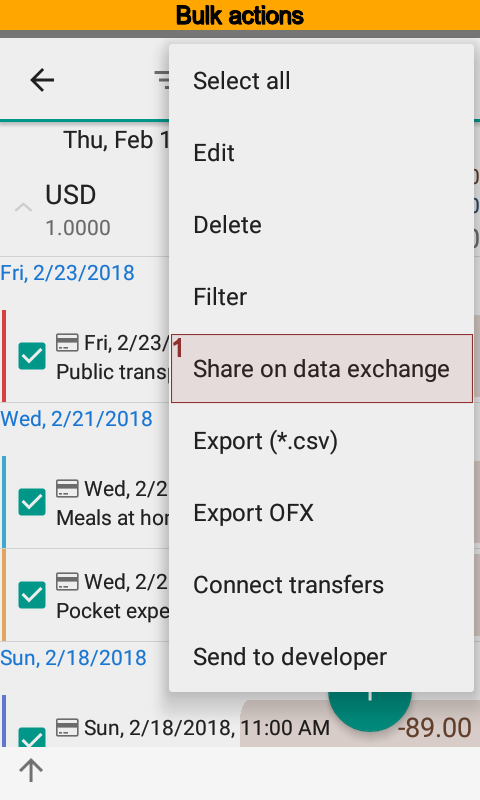 Bulk actions
Thu, Feb 1
USD
1.0000
Fri, 2/23/2018
Fri, 2/23/
Public trans
Wed, 2/21/2018
Wed, 2/2
Meals at hor
Wed, 2/2
Pocket expe
Sun, 2/18/2018
Sun, 2/18/2018, 11:00 AM
-89.00
Select all
Edit
Delete
Filter
1
Share on data exchange
Export (*.csv)
Export OFX
Connect transfers
Send to developer